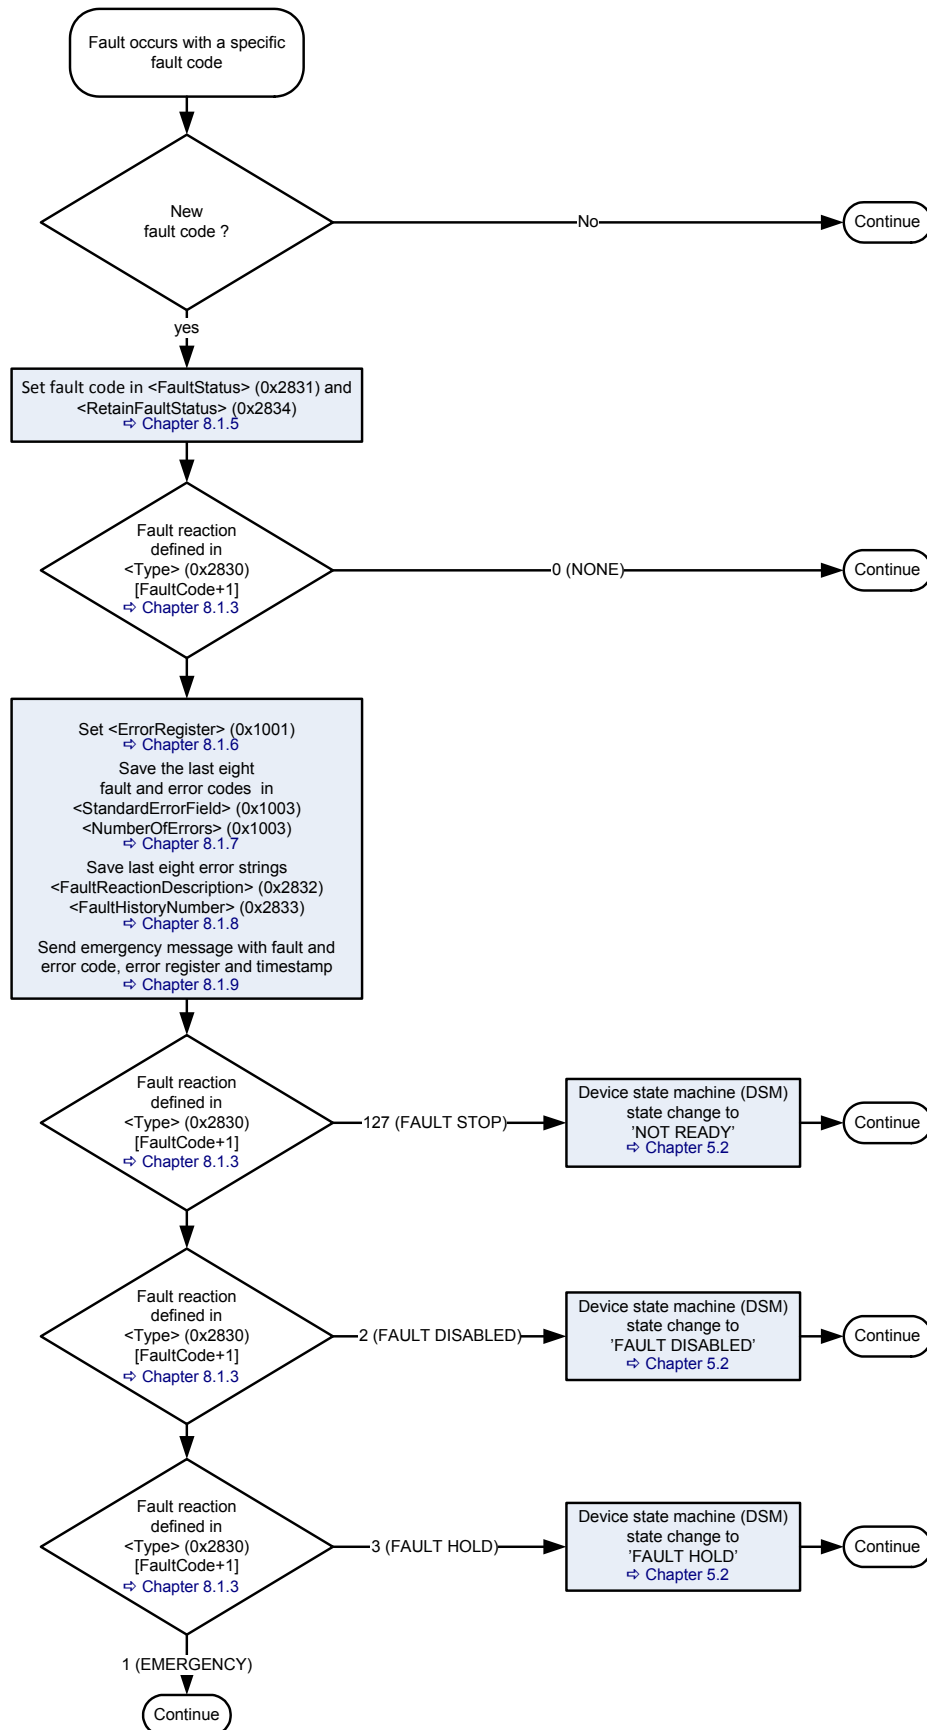 Fault occurs with a specific
fault code
New
fault code ?
No
Continue
yes
Set fault code in <FaultStatus> (0x2831) and
<RetainFaultStatus> (0x2834)
⇨ Chapter 8.1.5
Fault reaction
defined in
<Type> (0x2830)
[FaultCode+1]
⇨ Chapter 8.1.3
0 (NONE)
Continue
Set <ErrorRegister> (0x1001)
⇨ Chapter 8.1.6
Save the last eight
fault and error codes in
<StandardErrorField> (0x1003)
<NumberOfErrors> (0x1003)
⇨ Chapter 8.1.7
Save last eight error strings
<FaultReactionDescription> (0x2832)
<FaultHistoryNumber> (0x2833)
⇨ Chapter 8.1.8
Send emergency message with fault and
error code, error register and timestamp
⇨ Chapter 8.1.9
Fault reaction
defined in
<Type> (0x2830)
[FaultCode+1]
⇨ Chapter 8.1.3
127 (FAULT STOP)
Device state machine (DSM)
state change to
'NOT READY'
⇨ Chapter 5.2
Continue
Fault reaction
defined in
<Type> (0x2830)
[FaultCode+1]
⇨ Chapter 8.1.3
2 (FAULT DISABLED)
Device state machine (DSM)
state change to
'FAULT DISABLED'
⇨ Chapter 5.2
Continue
Fault reaction
defined in
<Type> (0x2830)
[FaultCode+1]
⇨ Chapter 8.1.3
3 (FAULT HOLD)
Device state machine (DSM)
state change to
'FAULT HOLD'
⇨ Chapter 5.2
Continue
1 (EMERGENCY)
Continue